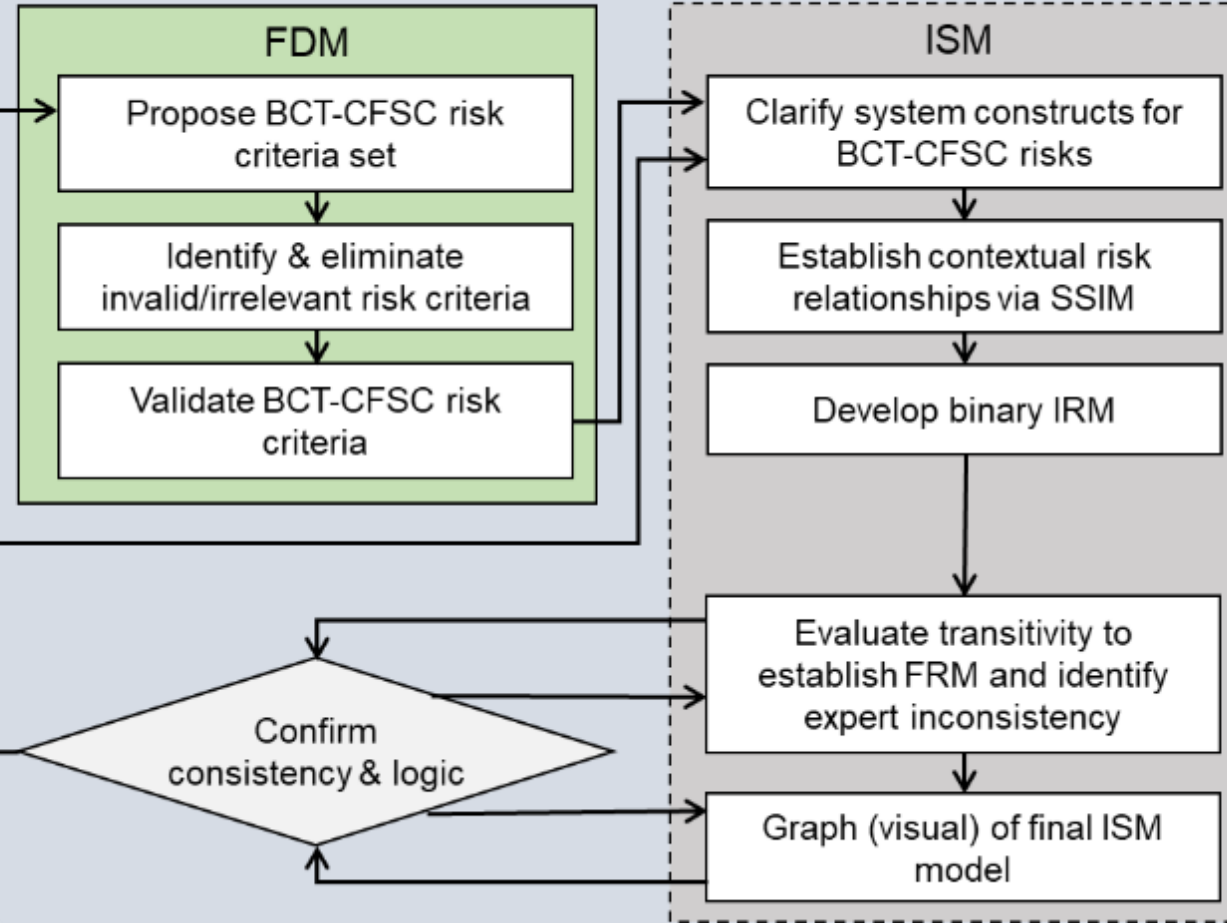 FDM
Propose BCT-CFSC risk
criteria set
Identify & eliminate
invalid/irrelevant risk criteria
Validate BCT-CFSC risk
criteria
ISM
Clarify system constructs for
BCT-CFSC risks
Establish contextual risk
relationships via SSIM
Develop binary IRM
Evaluate transitivity to
establish FRM and identify
expert inconsistency
Graph (visual) of final ISM
model
Confirm
consistency & logic